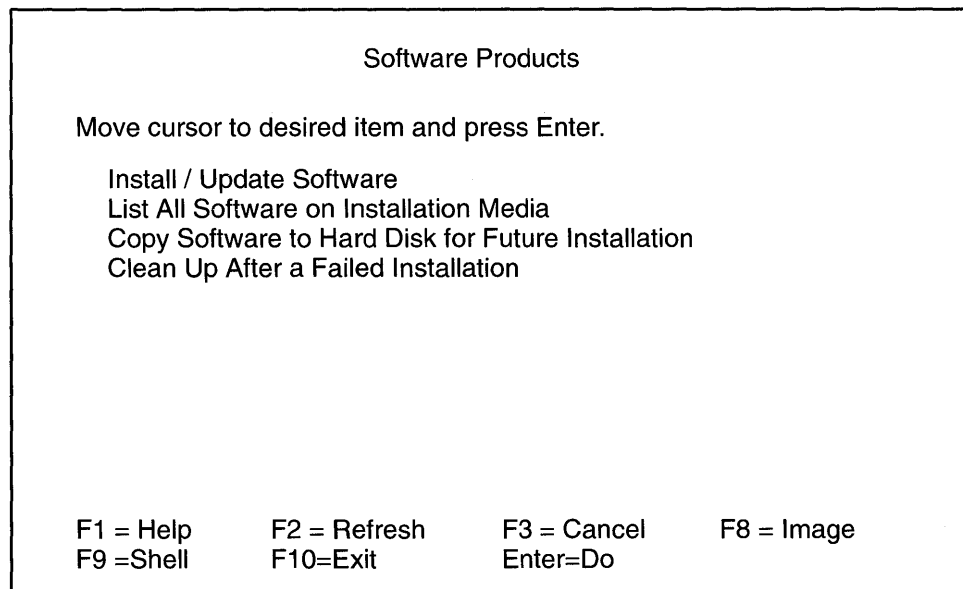 Software Products
Move cursor to desired item and press Enter.
Install / Update Software
List All Software on Installation Media
Copy Software to Hard Disk for Future Installation
Clean Up After a Failed Installation
F1 = Help F2 = Refresh F3 = Cancel F8 = Image
F9 =Shell F10=Exit Enter=Do